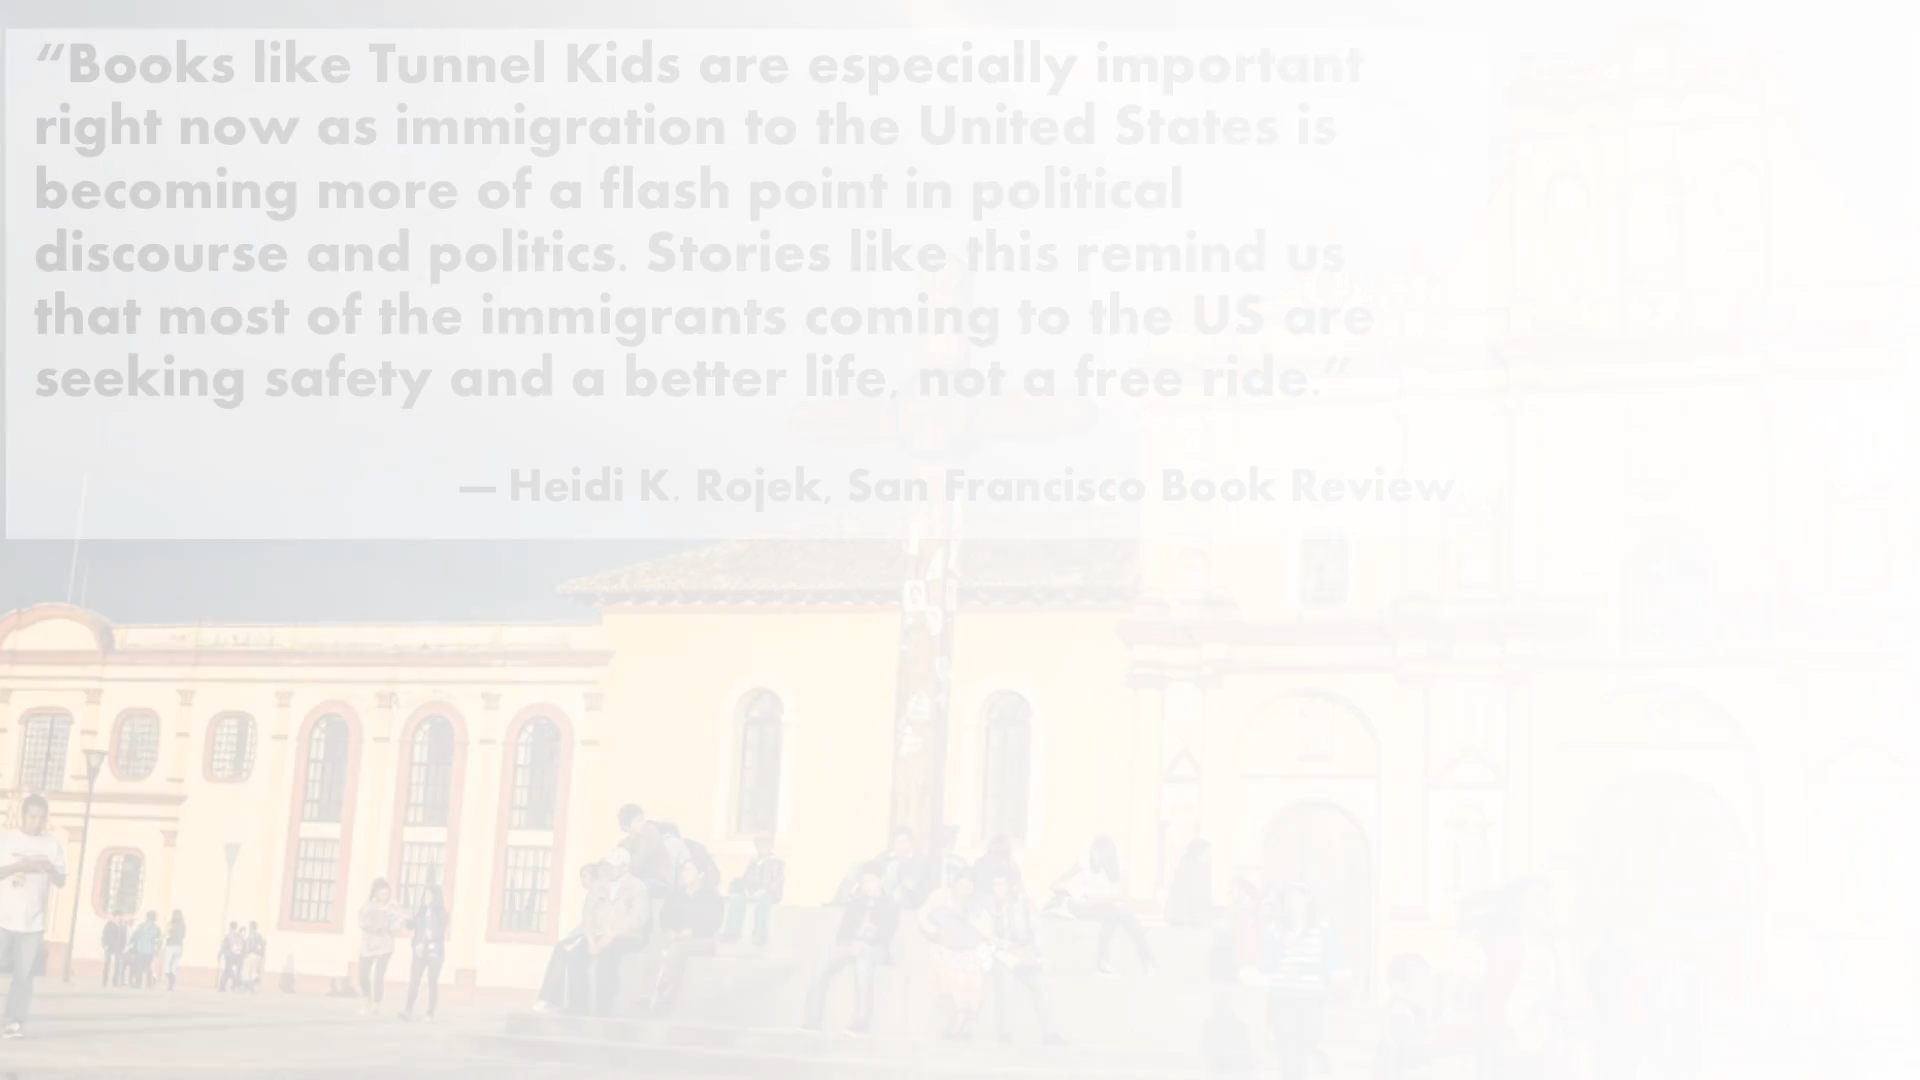 “Books like Tunnel Kids are especially important
right now as immigration to the United States is
becoming more of a flash point in political
discourse and politics. Stories like this remind us
that most of the immigrants coming to the US are
seeking safety and a better life, not a free ride.”
— Heidi K. Rojek, San Francisco Book Review